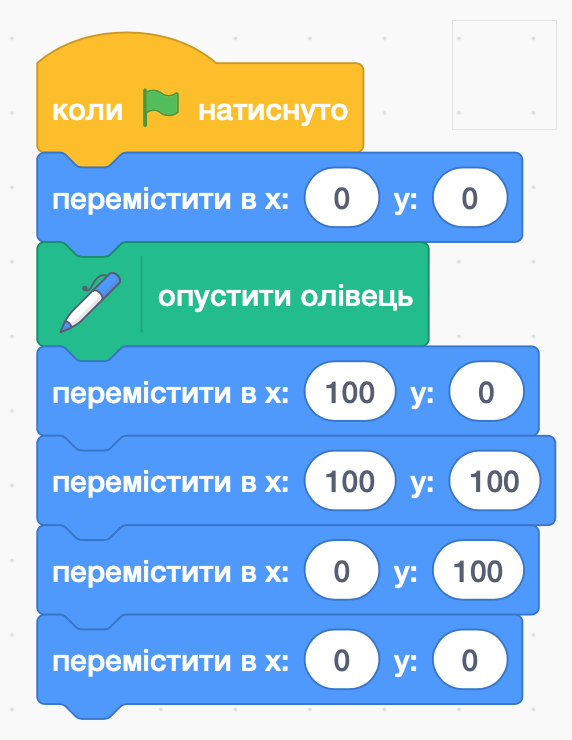 коли натиснуто
перемістити в x: 0 y: 0
опустити олівець
перемістити в x: 100 y: 0
перемістити в x: 100 y: 100
перемістити в x: 0 y: 100
перемістити в x: 0 y: 0